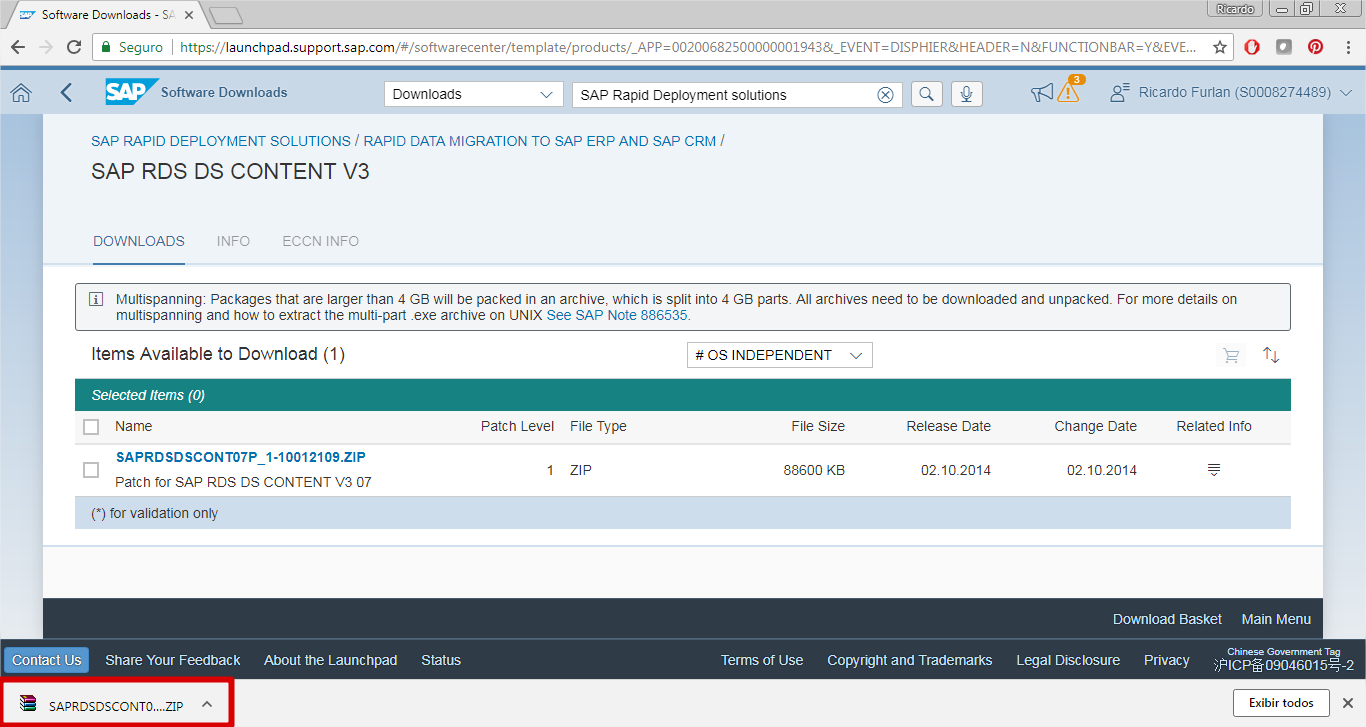 Software Downloads - SA
Ricardo
Seguro
https://launchpad.support.sap.com/#/softwarecenter/template/products/_APP=00200682500000001943&_EVENT=DISPHIER&HEADER=N&FUNCTIONBAR=Y&EVE...
SAP Software Downloads
Downloads
SAP Rapid Deployment solutions
3
Ricardo Furlan (S0008274489)
SAP RAPID DEPLOYMENT SOLUTIONS / RAPID DATA MIGRATION TO SAP ERP AND SAP CRM /
SAP RDS DS CONTENT V3
DOWNLOADS INFO ECCN INFO
Multispanning: Packages that are larger than 4 GB will be packed in an archive, which is split into 4 GB parts. All archives need to be downloaded and unpacked. For more details on
multispanning and how to extract the multi-part .exe archive on UNIX See SAP Note 886535.
Items Available to Download (1)
# OS INDEPENDENT
Selected Items (0)
Name Patch Level File Type File Size Release Date Change Date Related Info
SAPRDSDSCONT07P_1-10012109.ZIP
1 ZIP 88600 KB 02.10.2014 02.10.2014
Patch for SAP RDS DS CONTENT V3 07
(*) for validation only
Download Basket Main Menu
Contact Us Share Your Feedback About the Launchpad Status
Terms of Use Copyright and Trademarks Legal Disclosure Privacy
Chinese Government Tag
沪ICP备09046015号-2
SAPRDSDSCONT0....ZIP
Exibir todos